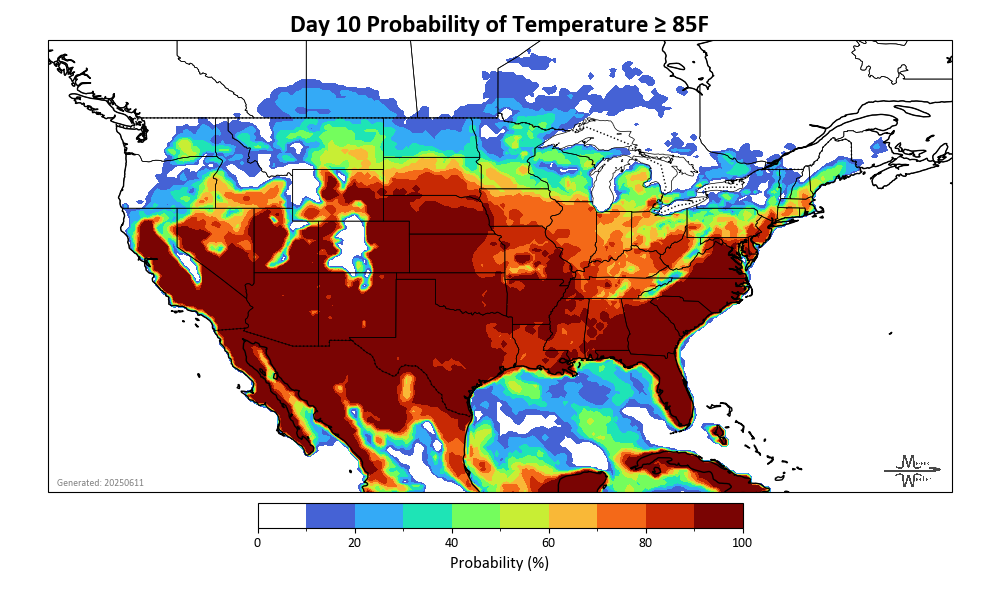 Day 10 Probability of Temperature ≥ 85F
Generated: 20250611
0 20 40 60 80 100
Probability (%)